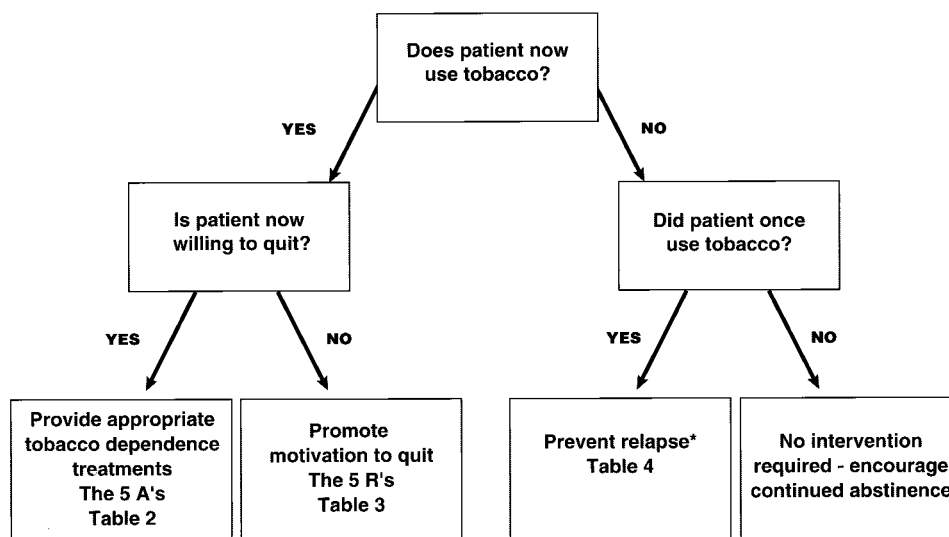 Does patient now
use tobacco?
YES
NO
Is patient now
willing to quit?
Did patient once
use tobacco?
YES
NO
YES
NO
Provide appropriate
tobacco dependence
treatments
The 5 A's
Table 2
Promote
motivation to quit
The 5 R's
Table 3
Prevent relapse*
Table 4
No intervention
required - encourage
continued abstinence